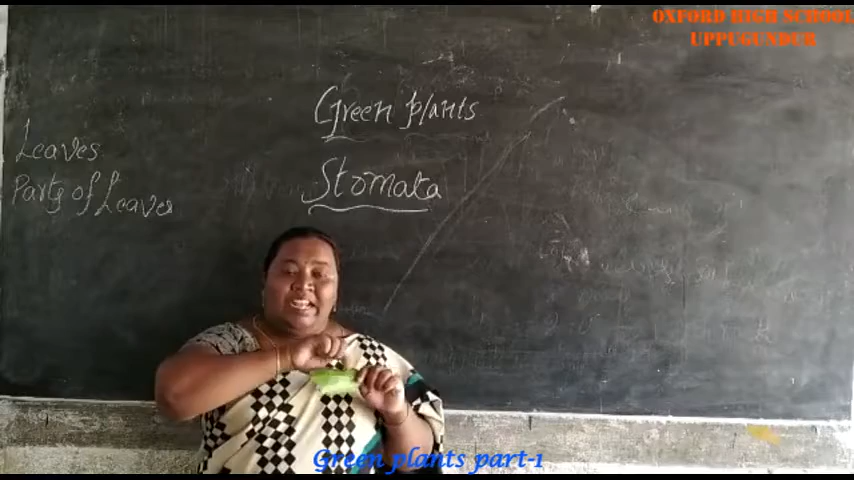 OXFORD HIGH SCHOOL
UPPUGUNDUR
Green plants
Stomata
Leaves
Parts of Leaves
Green plants part-1